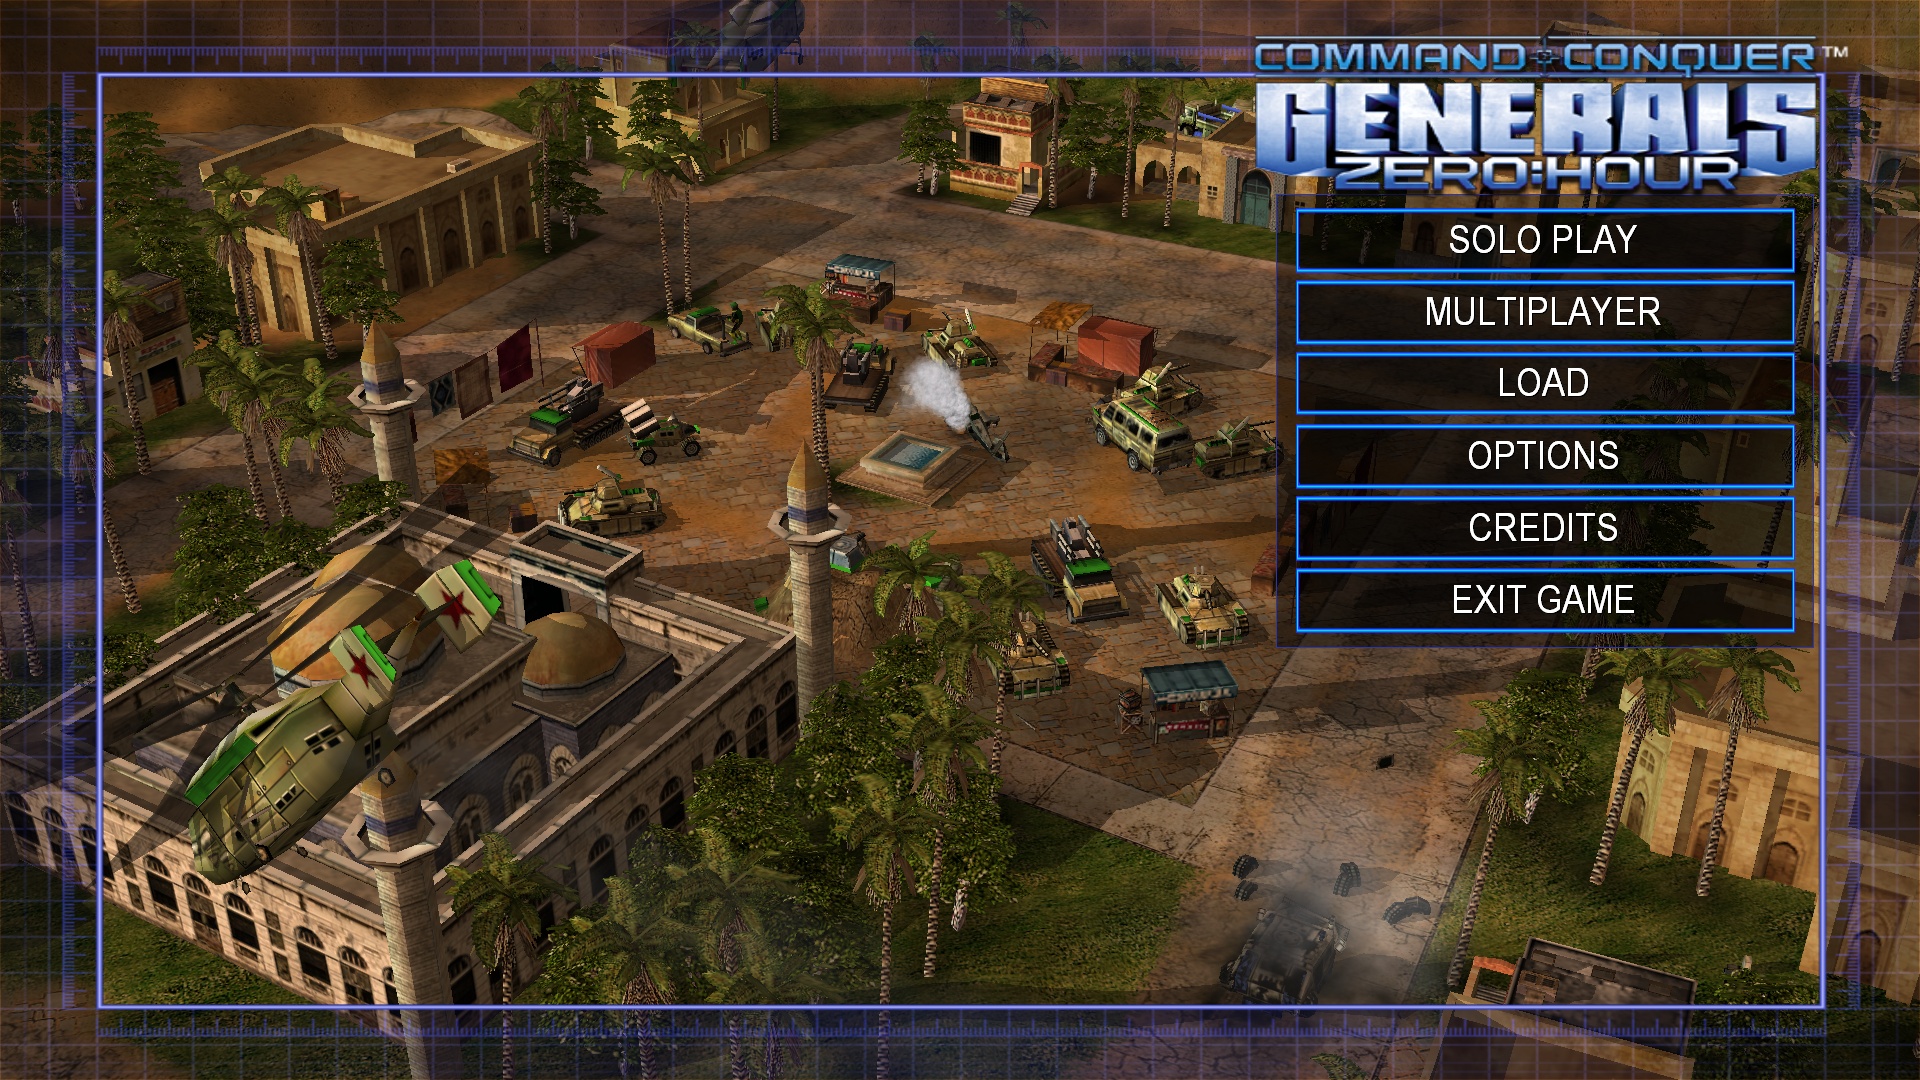 COMMAND CONQUER™
GENERALS
ZERO:HOUR
SOLO PLAY
MULTIPLAYER
LOAD
OPTIONS
CREDITS
EXIT GAME